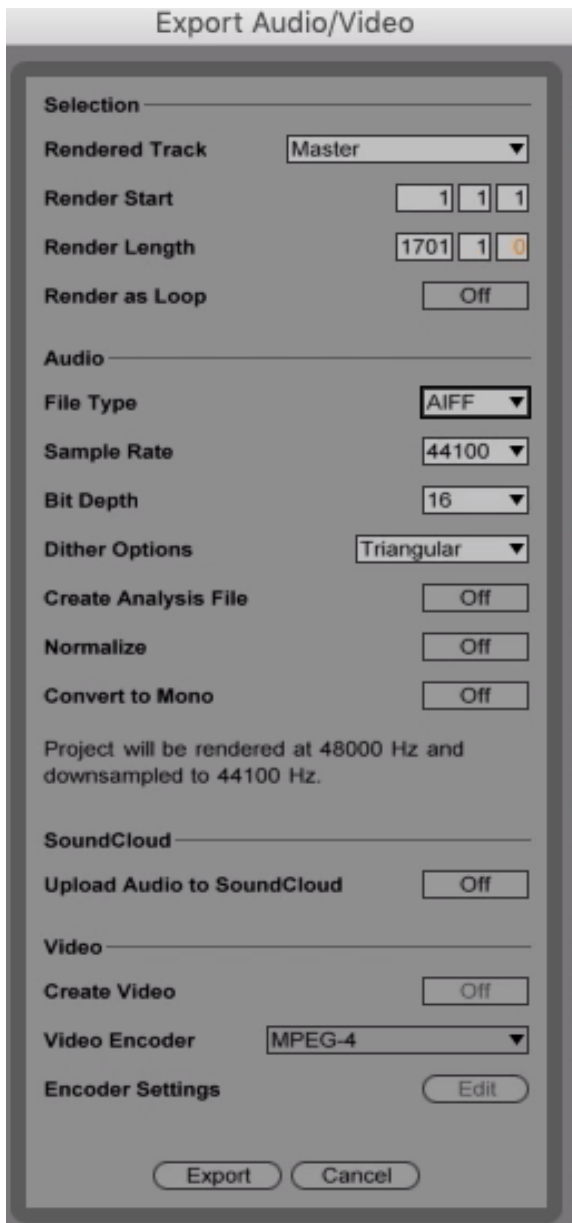 Export Audio/Video
Selection
Rendered Track Master
Render Start 1 1 1
Render Length 1701 1 0
Render as Loop Off
Audio
File Type AIFF
Sample Rate 44100
Bit Depth 16
Dither Options Triangular
Create Analysis File Off
Normalize Off
Convert to Mono Off
Project will be rendered at 48000 Hz and
downsampled to 44100 Hz.
SoundCloud
Upload Audio to SoundCloud Off
Video
Create Video Off
Video Encoder MPEG-4
Encoder Settings Edit
Export Cancel